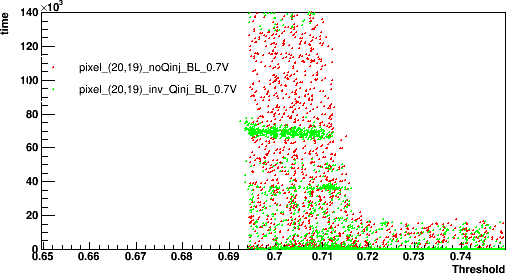 ×10³
time
140
120
100
80
60
40
20
0
pixel_(20,19)_noQinj_BL_0.7V
pixel_(20,19)_inv_Qinj_BL_0.7V
0.65 0.66 0.67 0.68 0.69 0.7 0.71 0.72 0.73 0.74
Threshold